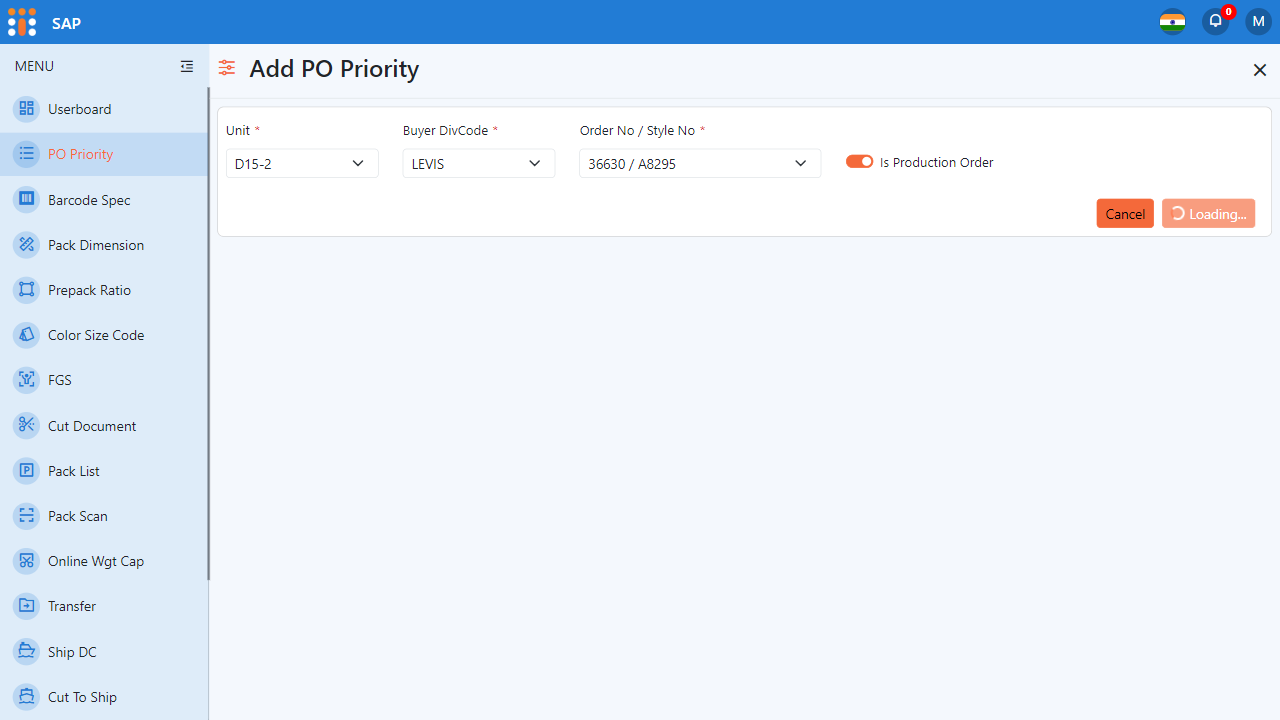 SAP
0
M
MENU
Userboard
PO Priority
Barcode Spec
Pack Dimension
Prepack Ratio
Color Size Code
FGS
Cut Document
Pack List
Pack Scan
Online Wgt Cap
Transfer
Ship DC
Cut To Ship
Add PO Priority
Unit *
Buyer DivCode *
Order No / Style No *
D15-2
LEVIS
36630 / A8295
Is Production Order
Cancel
Loading...